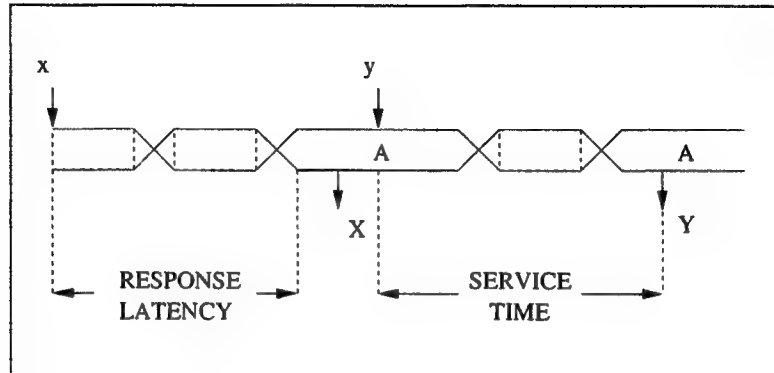 x
y
A
A
X
Y
RESPONSE
LATENCY
SERVICE
TIME